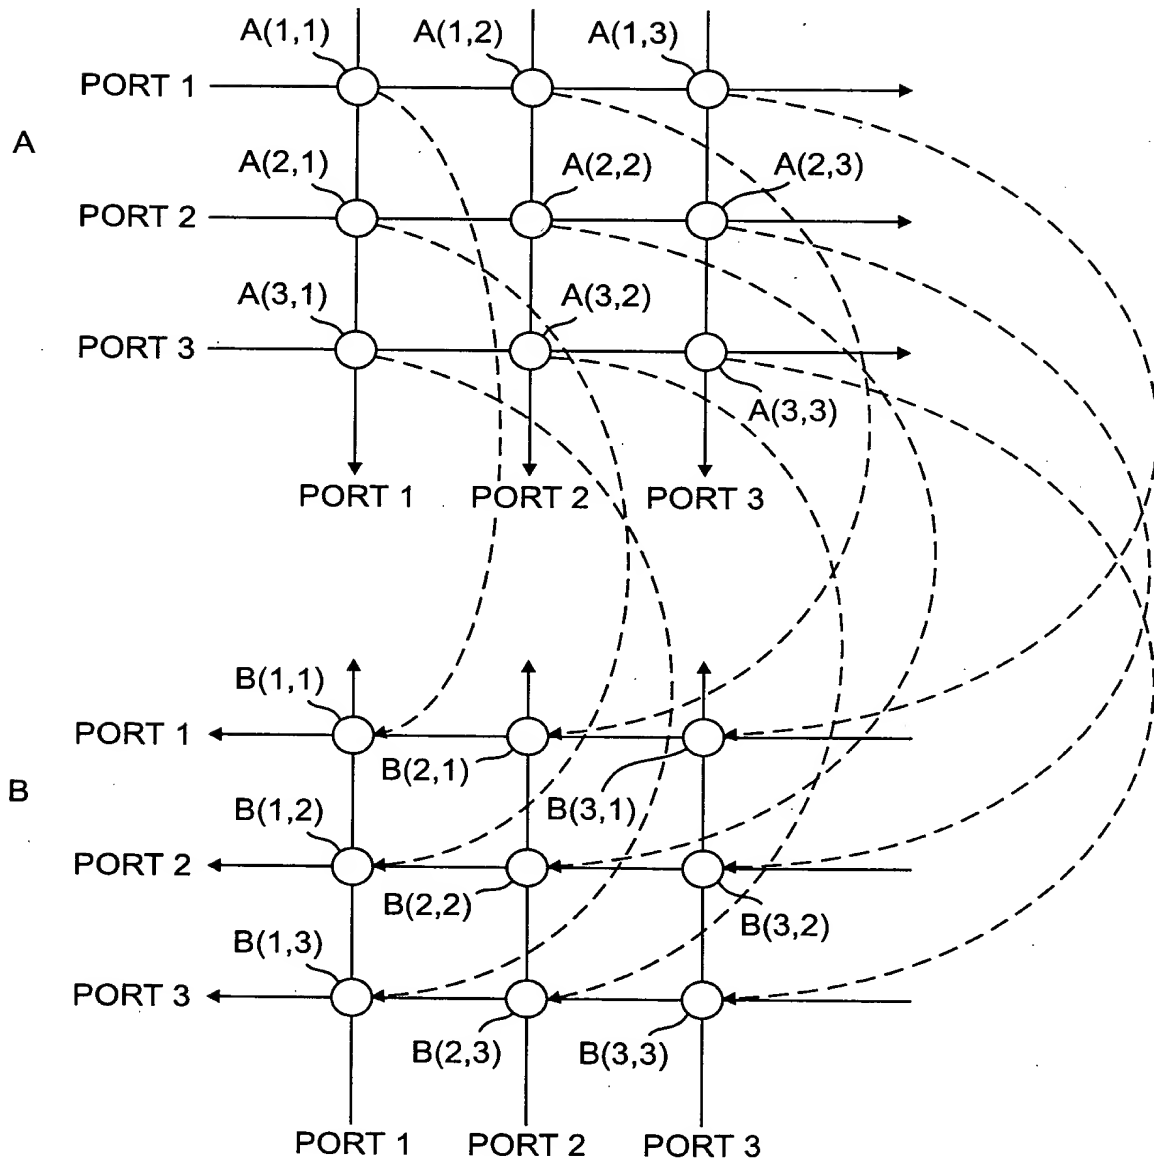 A(1,1) A(1,2) A(1,3)
PORT 1
A
A(2,1) A(2,2) A(2,3)
PORT 2
A(3,1) A(3,2)
PORT 3
A(3,3)
PORT 1 PORT 2 PORT 3
B(1,1)
PORT 1
B(2,1)
B
B(1,2) B(3,1)
PORT 2
B(2,2) B(3,2)
B(1,3)
PORT 3
B(2,3) B(3,3)
PORT 1 PORT 2 PORT 3